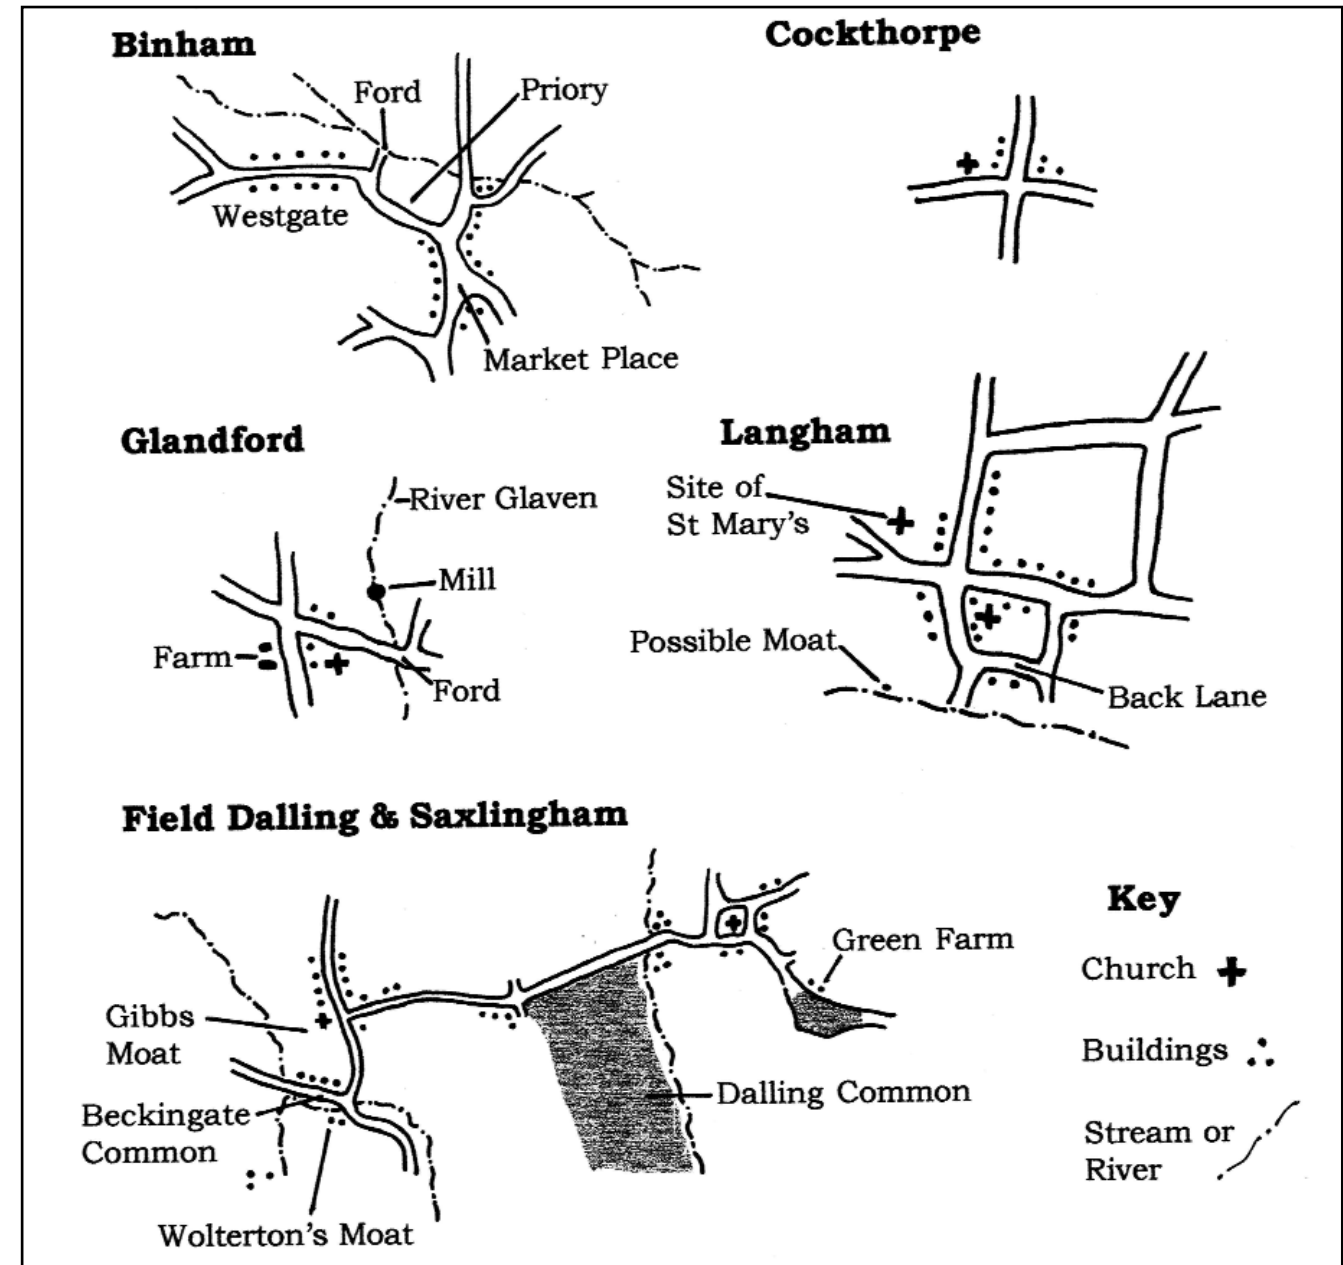 Binham
Cockthorpe
Ford
Priory
Westgate
Market Place
Glandford
Langham
River Glaven
Site of
St Mary's
Mill
Farm
Possible Moat
Ford
Back Lane
Field Dalling & Saxlingham
Key
Green Farm
Church
Gibbs
Moat
Buildings
Dalling Common
Beckingate
Common
Stream or
River
Wolterton's Moat